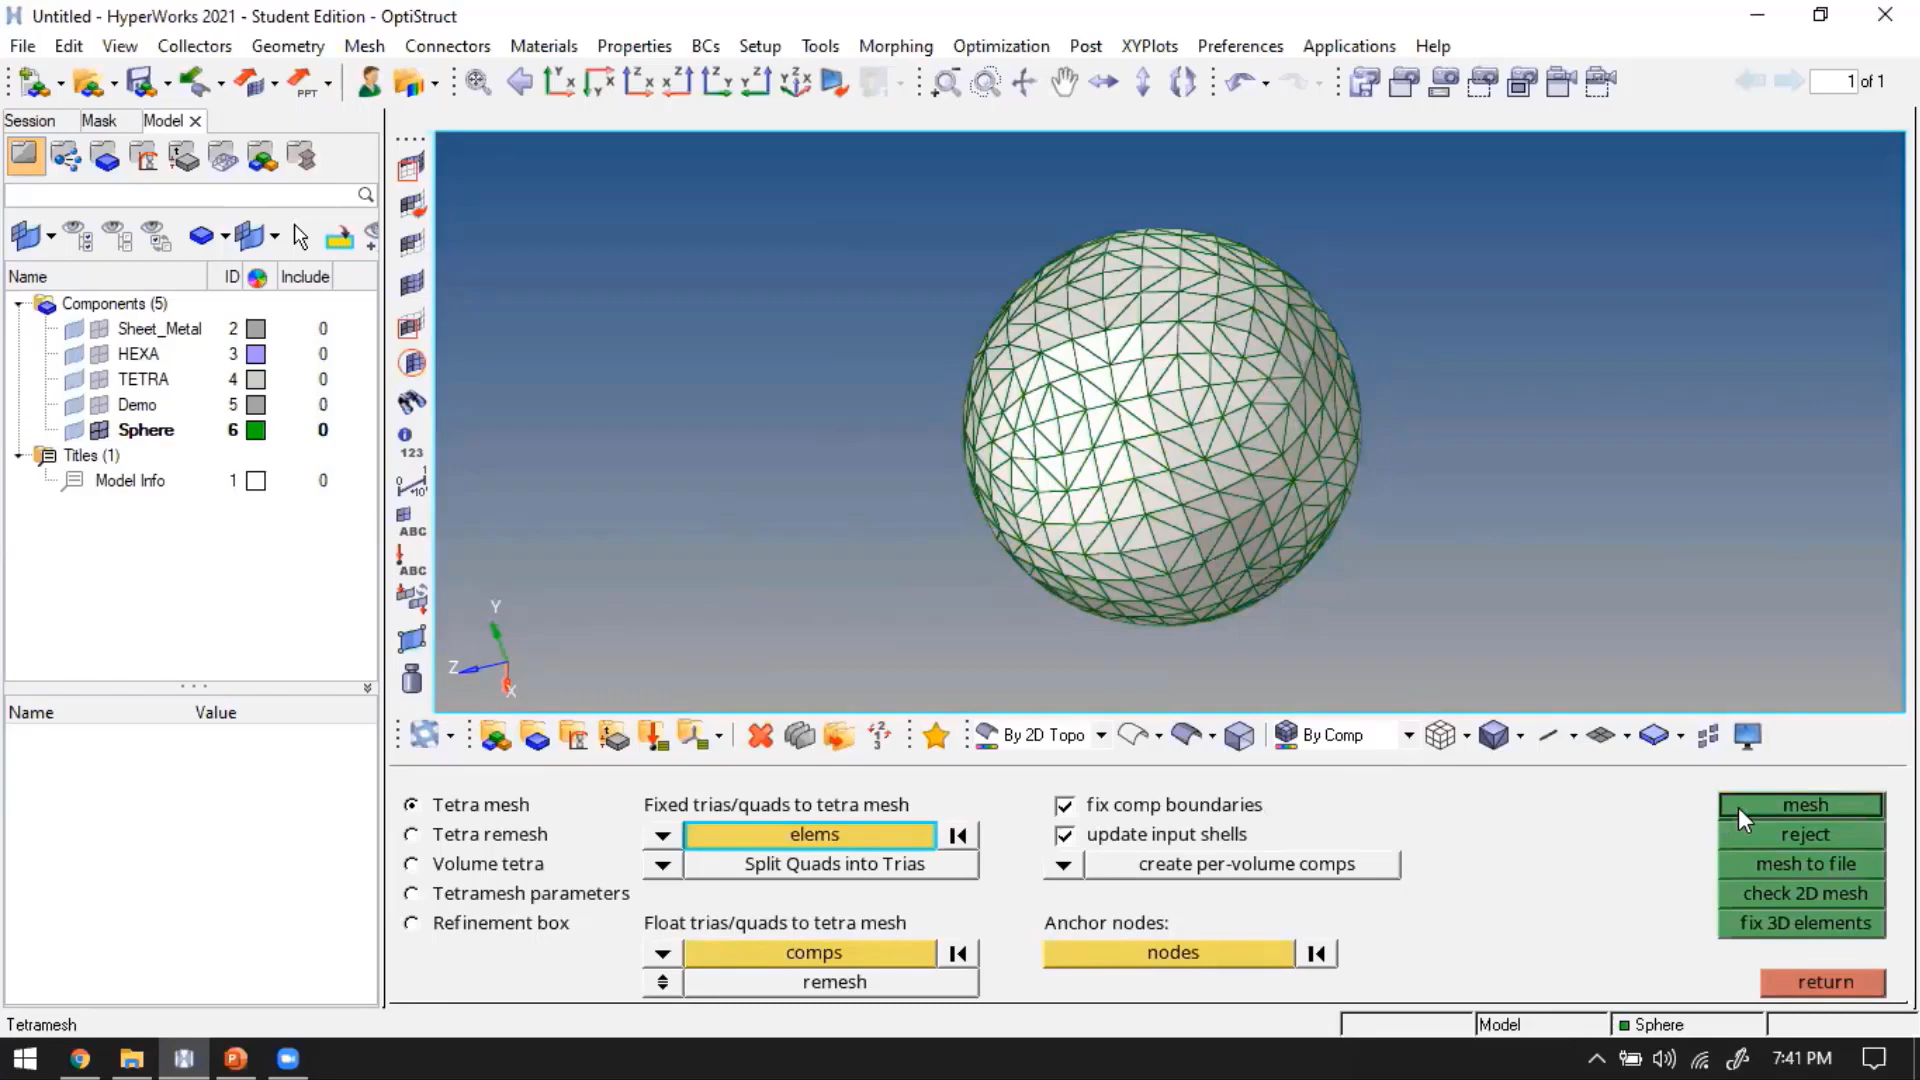 Untitled - HyperWorks 2021 - Student Edition - OptiStruct
File Edit View Collectors Geometry Mesh Connectors Materials Properties BCs Setup Tools Morphing Optimization Post XYPlots Preferences Applications Help
PPT
1 of 1
Session Mask Model
Name ID Include
Components (5)
Sheet_Metal 2 0
HEXA 3 0
TETRA 4 0
Demo 5 0
Sphere 6 0
Titles (1)
Model Info 1 0
123
ABC
ABC
Y
Z
X
Name Value
By 2D Topo By Comp
Tetra mesh Fixed trias/quads to tetra mesh fix comp boundaries mesh
Tetra remesh elems update input shells reject
Volume tetra Split Quads into Trias create per-volume comps mesh to file
Tetramesh parameters check 2D mesh
Refinement box Float trias/quads to tetra mesh Anchor nodes: fix 3D elements
comps nodes
remesh return
Tetramesh Model Sphere
7:41 PM